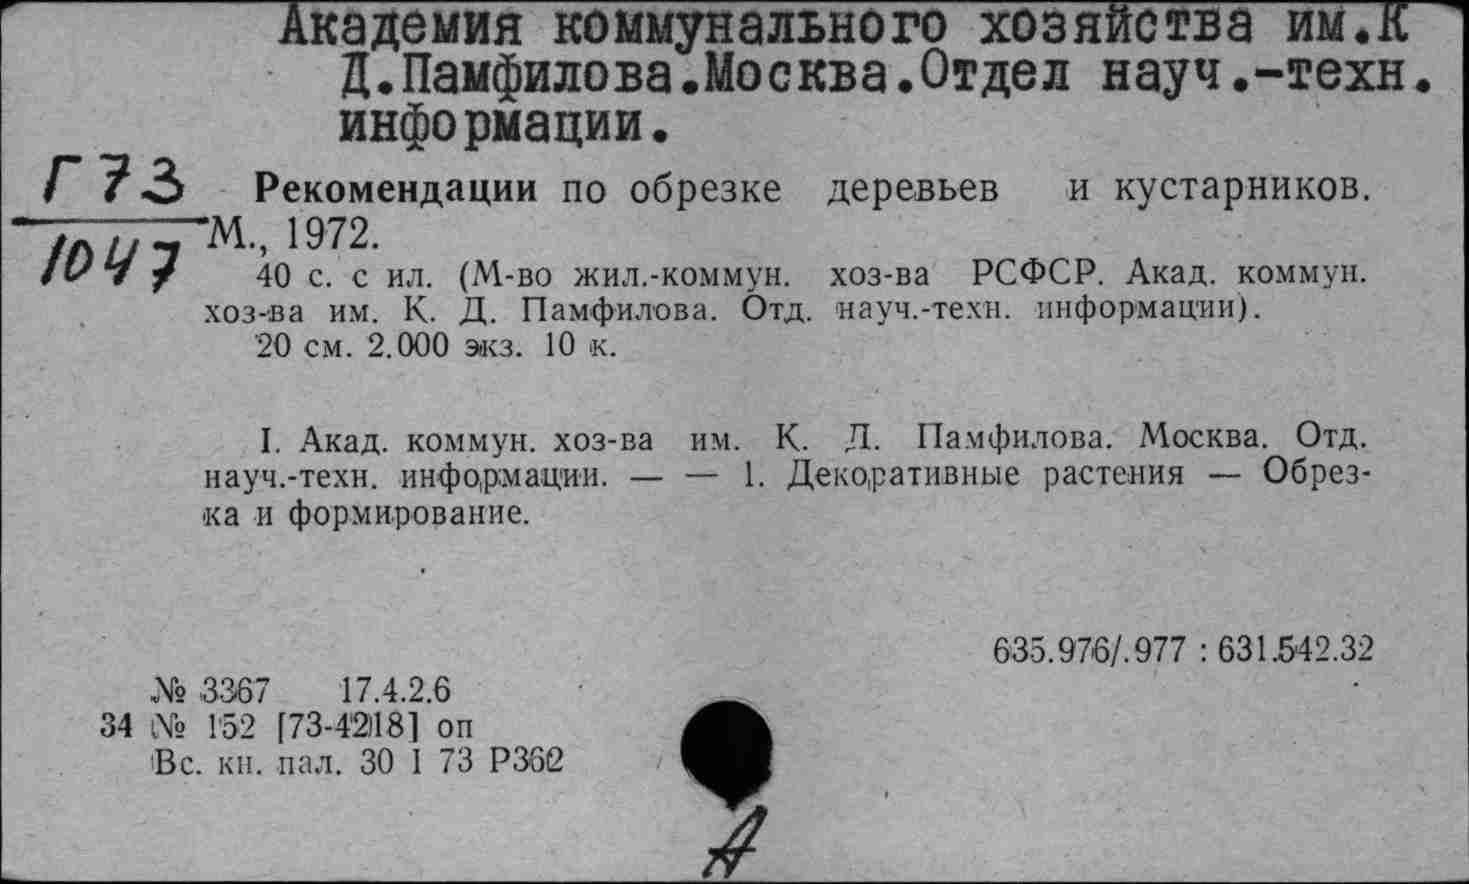 Академия коммунального хозяйства им.К
Д.Памфилова.Москва.Отдел науч.-техн.
информации.
Г73
1047
Рекомендации по обрезке деревьев и кустарников.
М., 1972.
40 с. с ил. (М-во жил.-коммун. хоз-ва РСФСР. Акад. коммун.
хоз-ва им. К. Д. Памфилова. Отд. науч.-техн. информации).
20 см. 2.000 экз. 10 к.
I. Акад. коммун. хоз-ва им. К. Д. Памфилова. Москва. Отд.
науч.-техн. информации. — — 1. Декоративные растения — Обрез-
ка и формирование.
635.976/.977 : 631.542.32
№ 3367 17.4.2.6
34 № 152 [73-4218] оп
Вс. кн. пал. 30 I 73 Р362
А